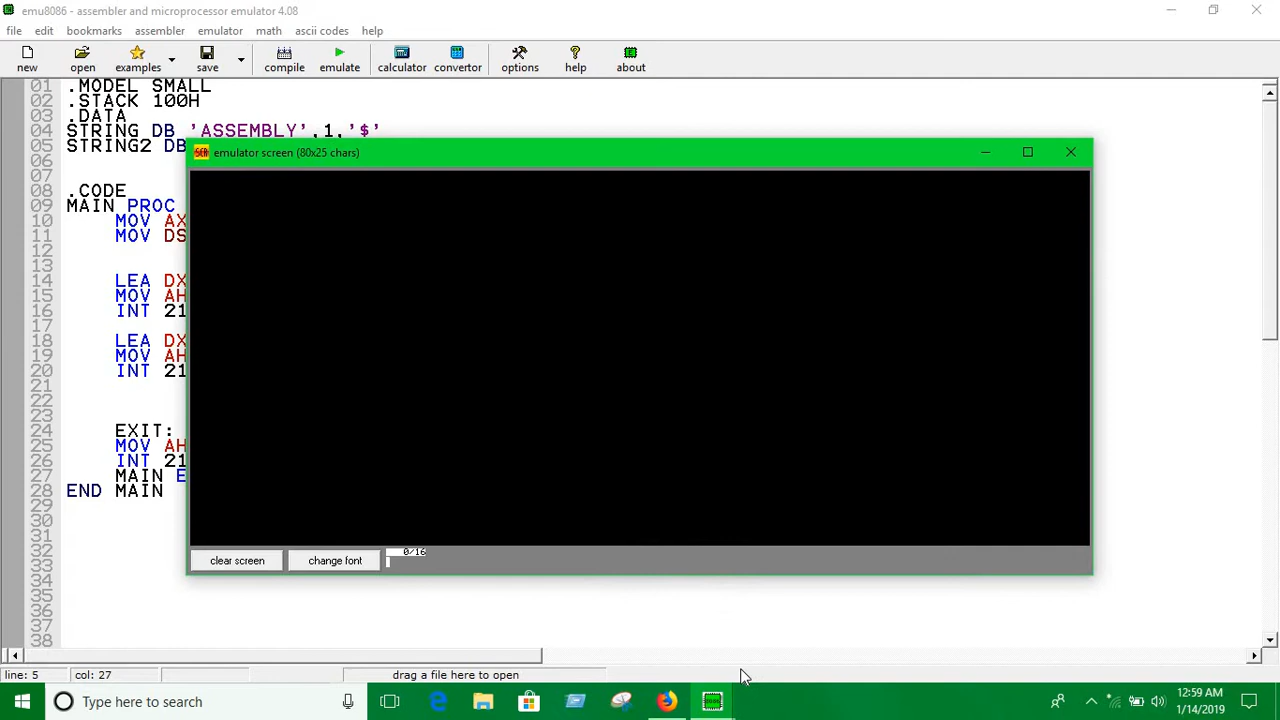 emu8086 - assembler and microprocessor emulator 4.08
file edit bookmarks assembler emulator math ascii codes help
new open examples save compile emulate calculator convertor options help about
01 .MODEL SMALL
02 .STACK 100H
03 .DATA
04 STRING DB 'ASSEMBLY',1,'$'
05 STRING2 DB
06
07
08 .CODE
09 MAIN PROC
10 MOV AX
11 MOV DS
12
13
14 LEA DX
15 MOV AH
16 INT 21
17
18 LEA DX
19 MOV AH
20 INT 21
21
22
23
24 EXIT:
25 MOV AH
26 INT 21
27 MAIN E
28 END MAIN
29
30
31
32
33
34
35
36
37
38
SCR emulator screen (80x25 chars)
clear screen change font 0/16
line: 5 col: 27 drag a file here to open
Type here to search
12:59 AM
1/14/2019